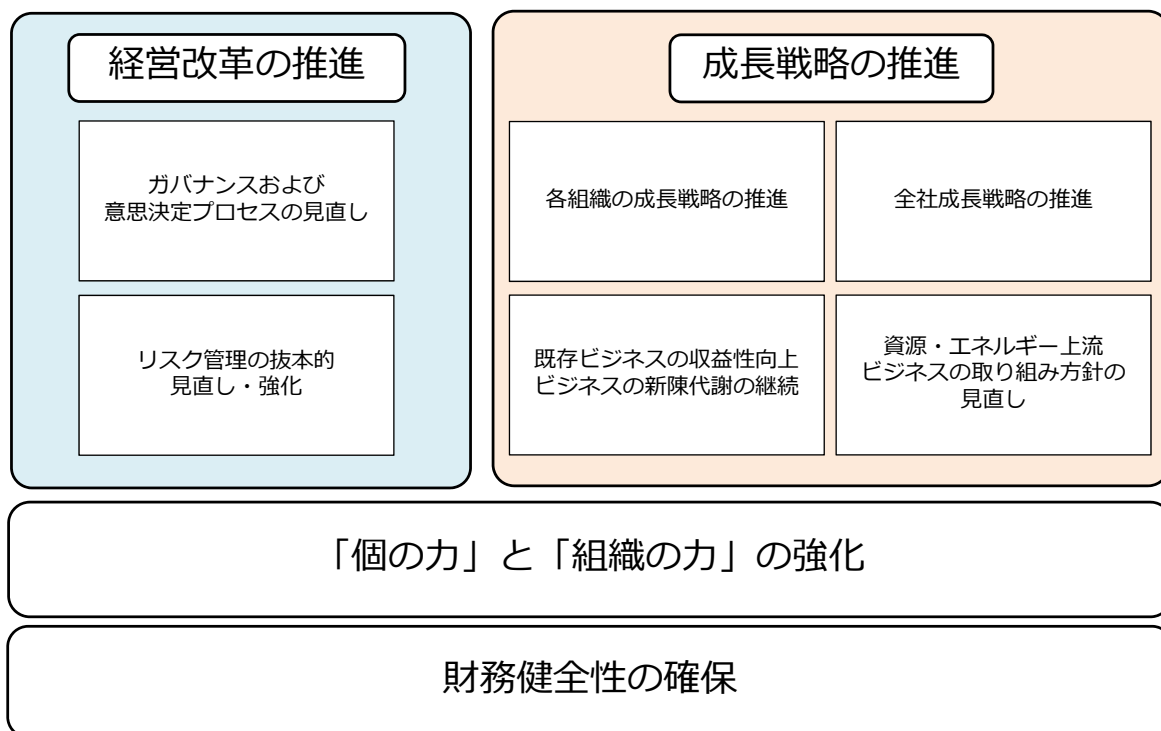 経営改革の推進
ガバナンスおよび
意思決定プロセスの見直し
リスク管理の抜本的
見直し・強化
成長戦略の推進
各組織の成長戦略の推進
全社成長戦略の推進
既存ビジネスの収益性向上
ビジネスの新陳代謝の継続
資源・エネルギー上流
ビジネスの取り組み方針の
見直し
「個の力」と「組織の力」の強化
財務健全性の確保